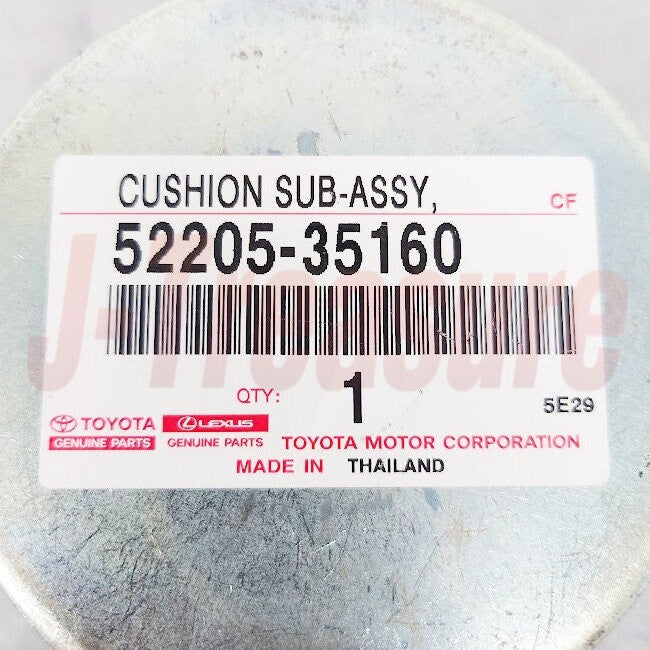 CUSHION SUB-ASSY,
CF
52205-35160
J-Treasure
QTY: 1
5E29
TOYOTA LEXUS
GENUINE PARTS GENUINE PARTS TOYOTA MOTOR CORPORATION
MADE IN THAILAND